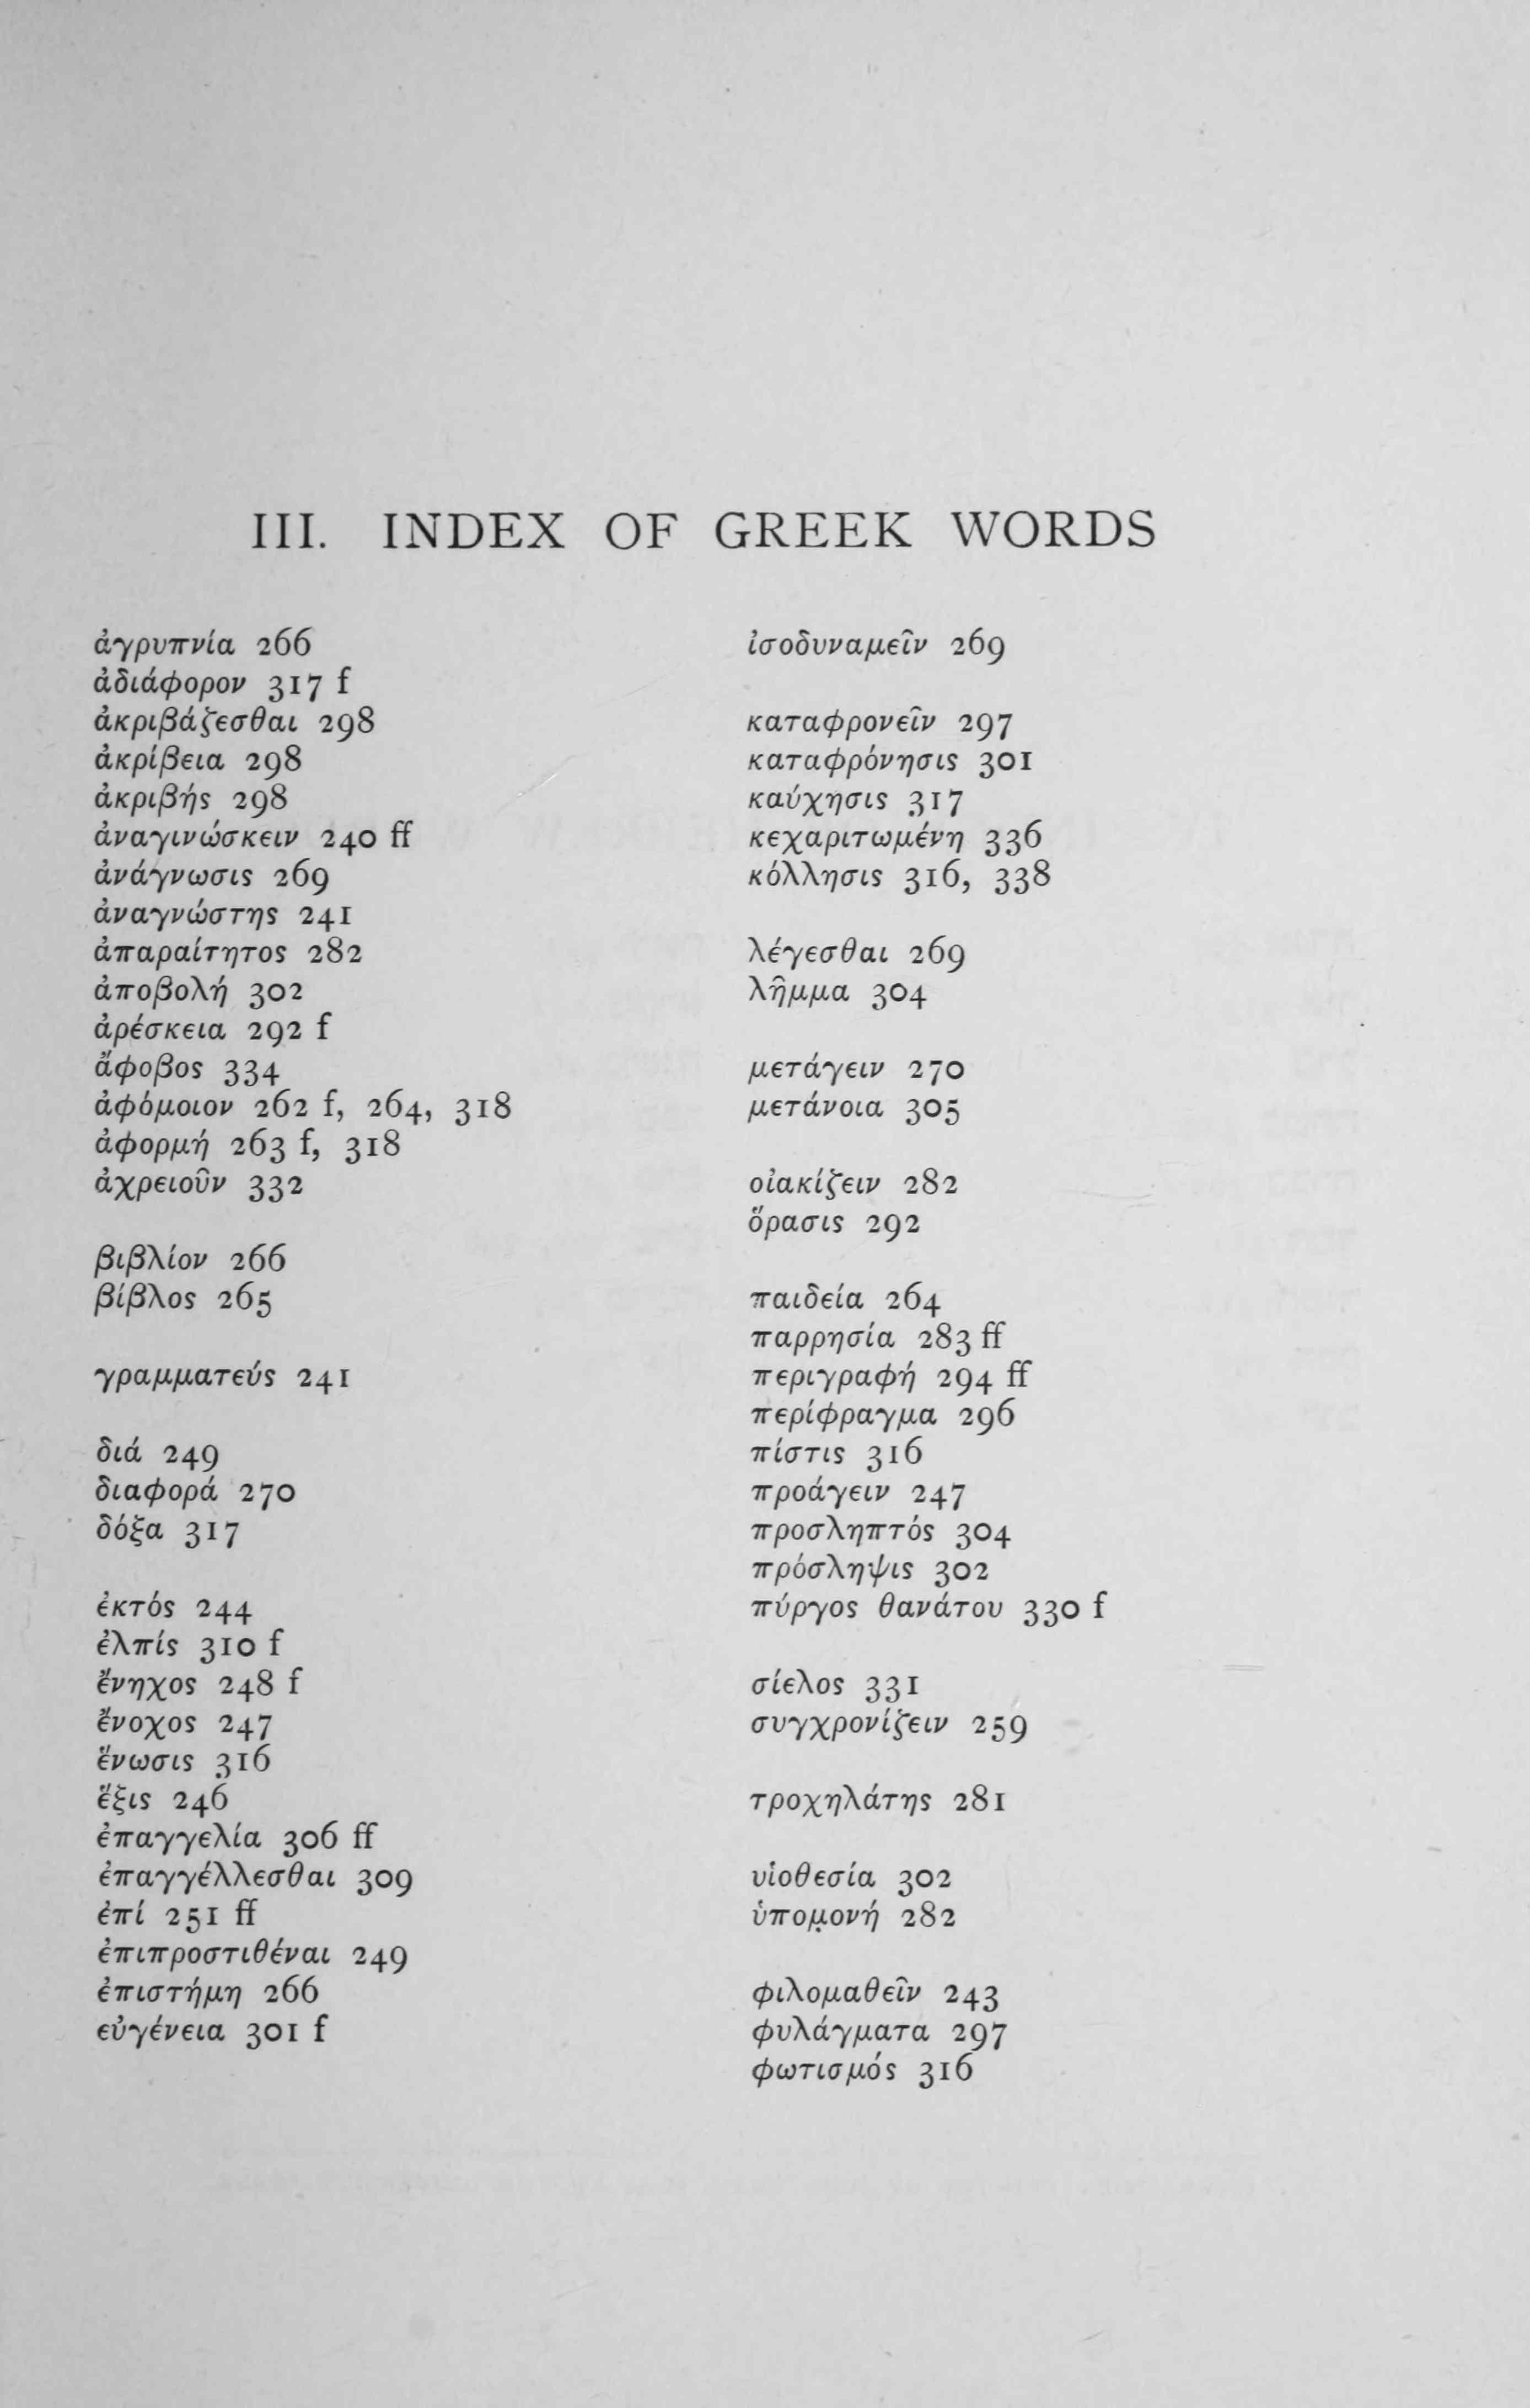 III. INDEX OF GREEK WORDS
ἀγρυπνία 266
ἀδιάφορον 317 f
ἀκριβάζεσθαι 298
ἀκρίβεια 298
ἀκριβής 298
ἀναγινώσκειν 240 ff
ἀνάγνωσις 269
ἀναγνώστης 241
ἀπαραίτητος 282
ἀποβολή 302
ἀρέσκεια 292 f
ἄφοβος 334
ἀφόμοιον 262 f, 264, 318
ἀφορμή 263 f, 318
ἀχρειοῦν 332
βιβλίον 266
βίβλος 265
γραμματεύς 241
διά 249
διαφορά 270
δόξα 317
ἐκτός 244
ἐλπίς 310 f
ἔνηχος 248 f
ἔνοχος 247
ἕνωσις 316
ἕξις 246
ἐπαγγελία 306 ff
ἐπαγγέλλεσθαι 309
ἐπί 251 ff
ἐπιπροστιθέναι 249
ἐπιστήμη 266
εὐγένεια 301 f
ἰσοδυναμεῖν 269
καταφρονεῖν 297
καταφρόνησις 301
καύχησις 317
κεχαριτωμένη 336
κόλλησις 316, 338
λέγεσθαι 269
λῆμμα 304
μετάγειν 270
μετάνοια 305
οἰακίζειν 282
ὅρασις 292
παιδεία 264
παρρησία 283 ff
περιγραφή 294 ff
περίφραγμα 296
πίστις 316
προάγειν 247
προσληπτός 304
πρόσληψις 302
πύργος θανάτου 330 f
σίελος 331
συγχρονίζειν 259
τροχηλάτης 281
υἱοθεσία 302
ὑπομονή 282
φιλομαθεῖν 243
φυλάγματα 297
φωτισμός 316